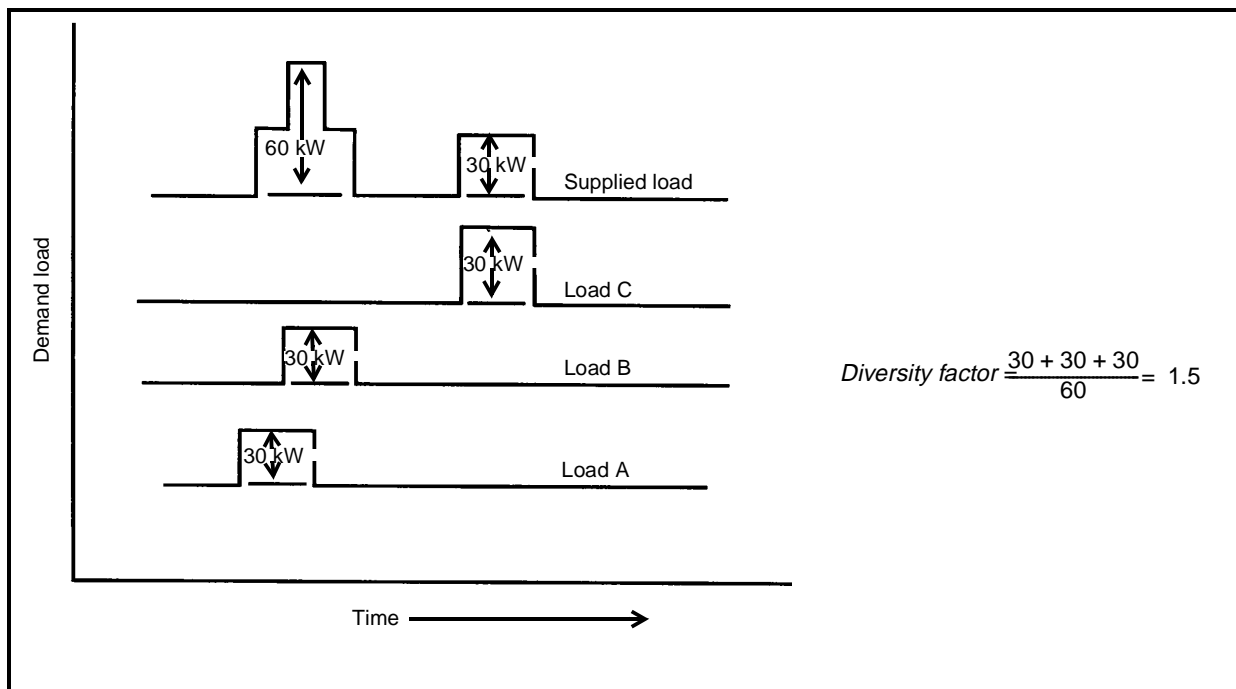 60 kW
30 kW
Supplied load
30 kW
Load C
Demand load
30 kW
Load B
Diversity factor = 30 + 30 + 30
60
= 1.5
30 kW
Load A
Time